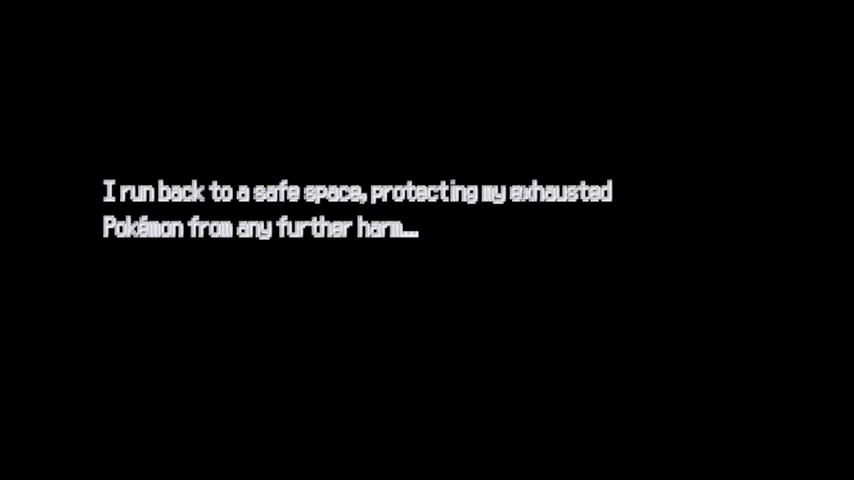 I run back to a safe space, protecting my exhausted
Pokémon from any further harm...